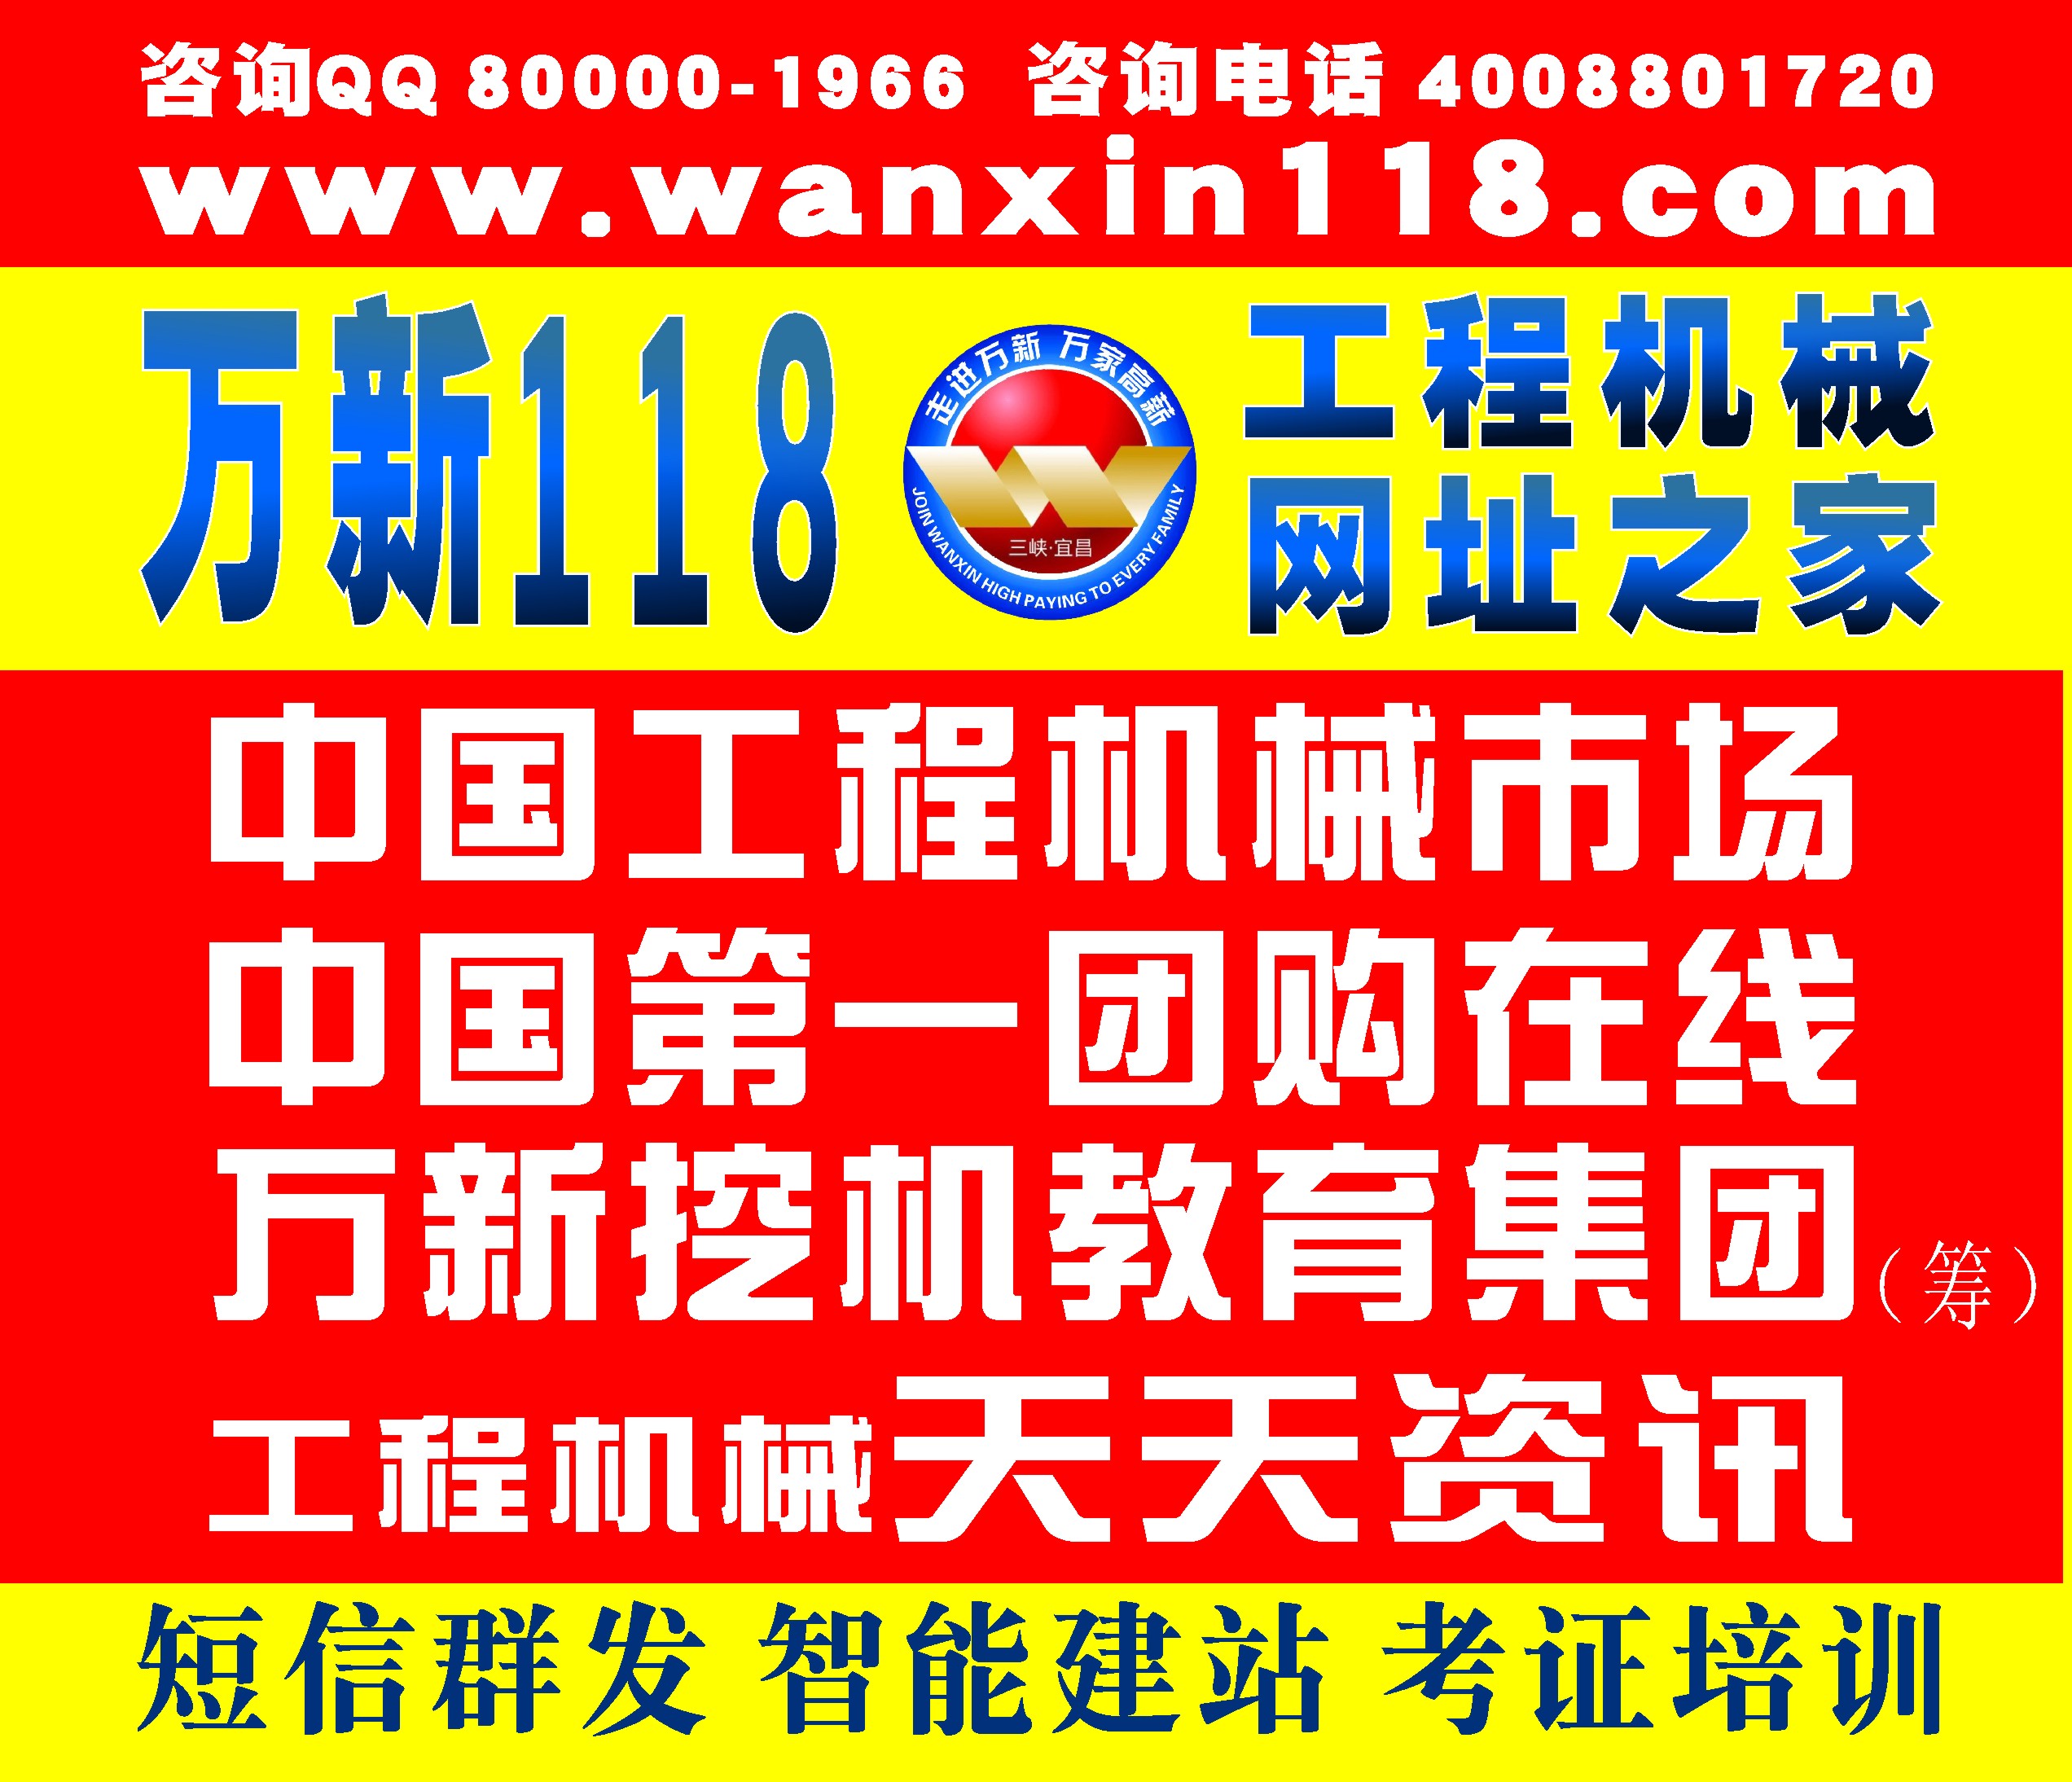 咨询QQ 80000-1966 咨询电话 4008801720
www.wanxin118.com
万新118
走进万新 万家高薪
三峡·宜昌
JOIN WANXIN HIGH PAYING TO EVERY FAMILY
工程机械
网址之家
中国工程机械市场
中国第一团购在线
万新挖机教育集团(筹)
工程机械天天资讯
短信群发 智能建站 考证培训